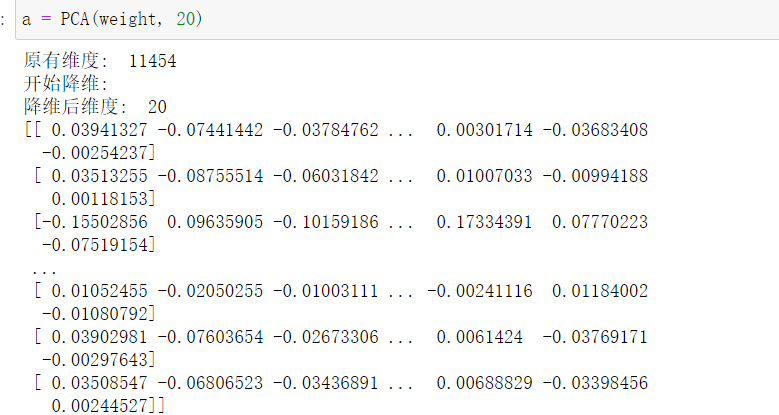 : a = PCA(weight, 20)
原有维度:  11454
开始降维:
降维后维度:  20
[[ 0.03941327 -0.07441442 -0.03784762 ...  0.00301714 -0.03683408
  -0.00254237]
 [ 0.03513255 -0.08755514 -0.06031842 ...  0.01007033 -0.00994188
   0.00118153]
 [-0.15502856  0.09635905 -0.10159186 ...  0.17334391  0.07770223
  -0.07519154]
 ...
 [ 0.01052455 -0.02050255 -0.01003111 ... -0.00241116  0.01184002
  -0.01080792]
 [ 0.03902981 -0.07603654 -0.02673306 ...  0.0061424  -0.03769171
  -0.00297643]
 [ 0.03508547 -0.06806523 -0.03436891 ...  0.00688829 -0.03398456
   0.00244527]]